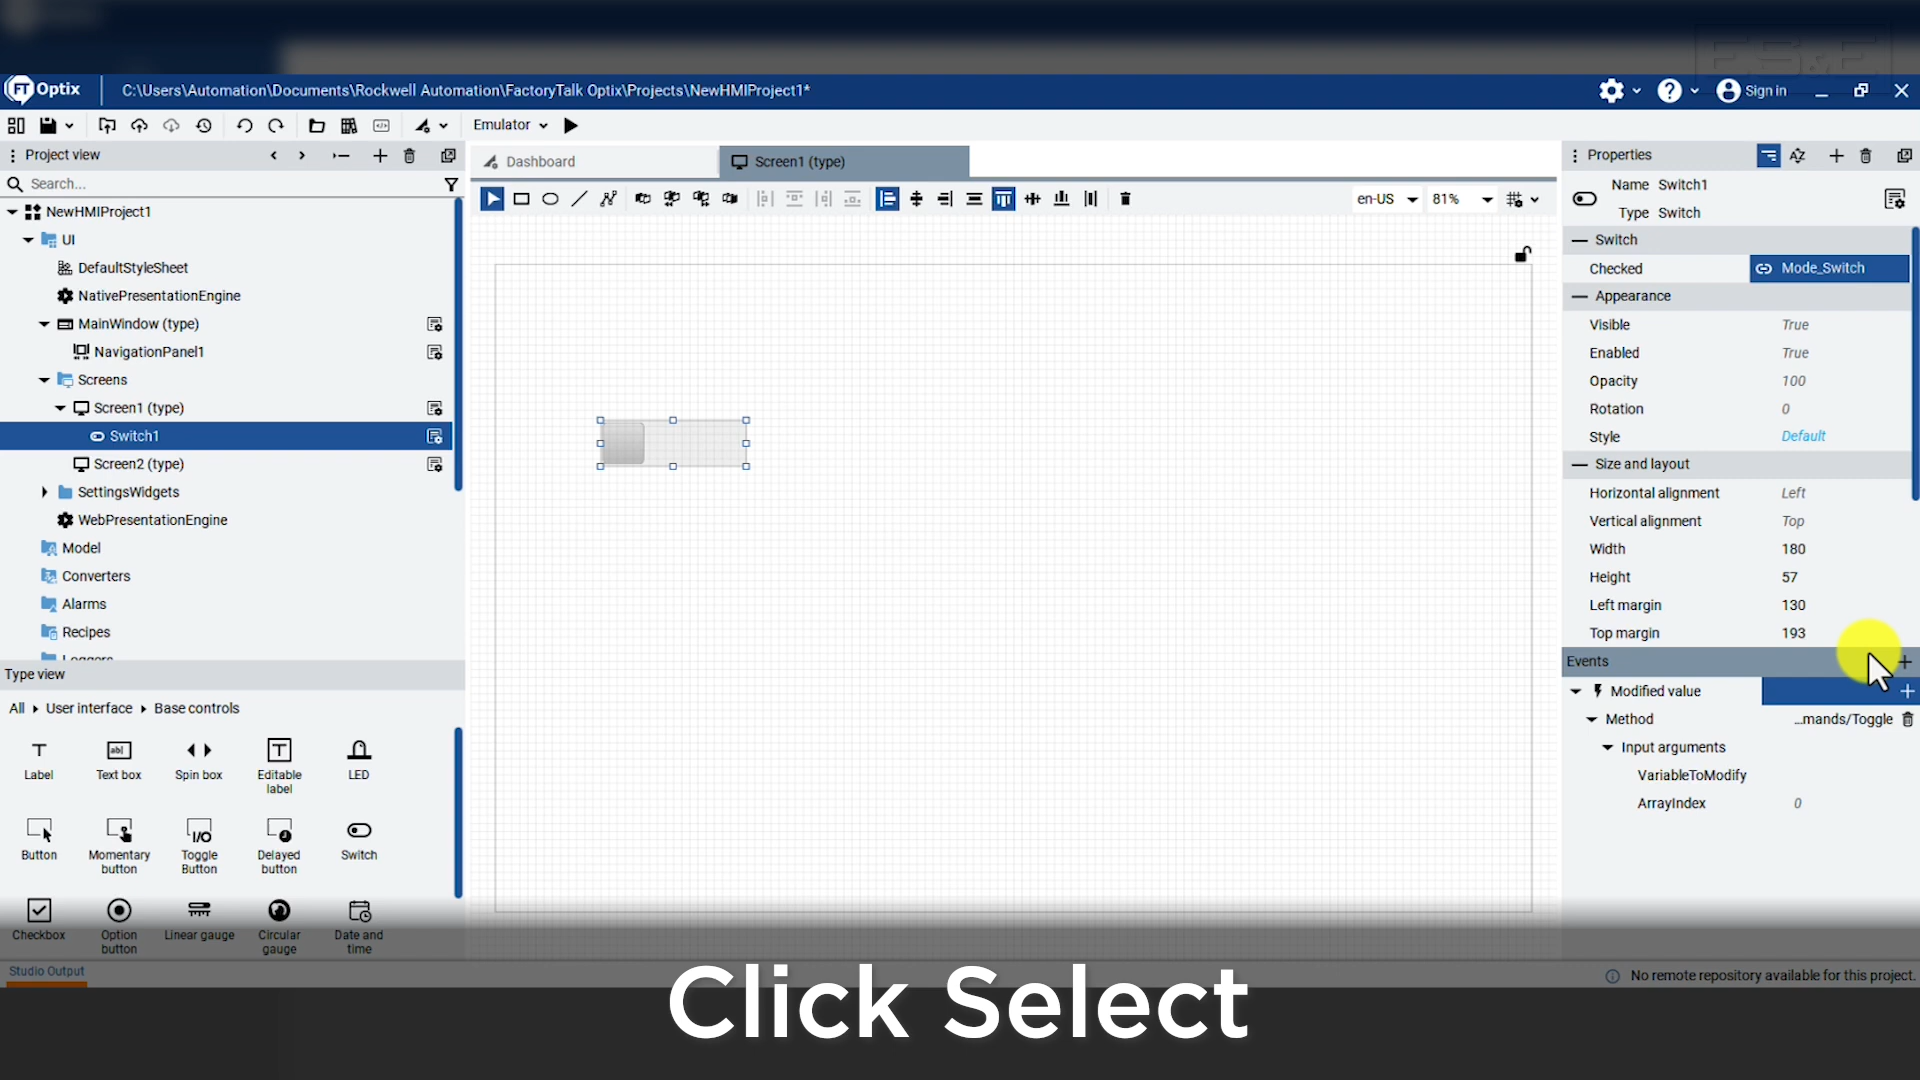 FS&E
FT Optix
C:\Users\Automation\Documents\Rockwell Automation\FactoryTalk Optix\Projects\NewHMIProject1*
Sign in
Emulator
Project view
Search...
NewHMIProject1
UI
DefaultStyleSheet
NativePresentationEngine
MainWindow (type)
NavigationPanel1
Screens
Screen1 (type)
Switch1
Screen2 (type)
SettingsWidgets
WebPresentationEngine
Model
Converters
Alarms
Recipes
Loggers
Type view
All
User interface
Base controls
Label
Text box
Spin box
Editable
label
LED
Button
Momentary
button
Toggle
Button
Delayed
button
Switch
Checkbox
Option
button
Linear gauge
Circular
gauge
Date and
time
Studio Output
Dashboard
Screen1 (type)
en-US
81%
Properties
Name Switch1
Type Switch
Switch
Checked Mode_Switch
Appearance
Visible True
Enabled True
Opacity 100
Rotation 0
Style Default
Size and layout
Horizontal alignment Left
Vertical alignment Top
Width 180
Height 57
Left margin 130
Top margin 193
Events
Modified value
Method ...mands/Toggle
Input arguments
VariableToModify
ArrayIndex 0
No remote repository available for this project.
Click Select